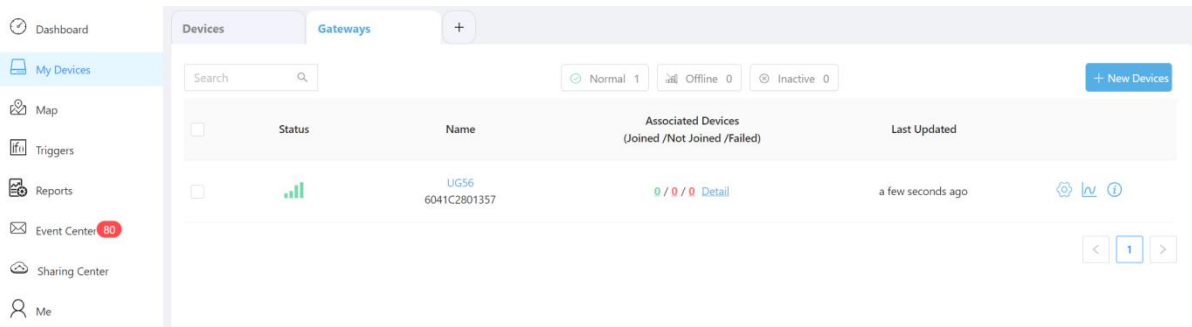 Dashboard
My Devices
Map
Triggers
Reports
Event Center 80
Sharing Center
Me
Devices
Gateways
+
Search
Normal 1
Offline 0
Inactive 0
+ New Devices
Status
Name
Associated Devices
(Joined /Not Joined /Failed)
Last Updated
UG56
6041C2801357
0 / 0 / 0 Detail
a few seconds ago
< 1 >